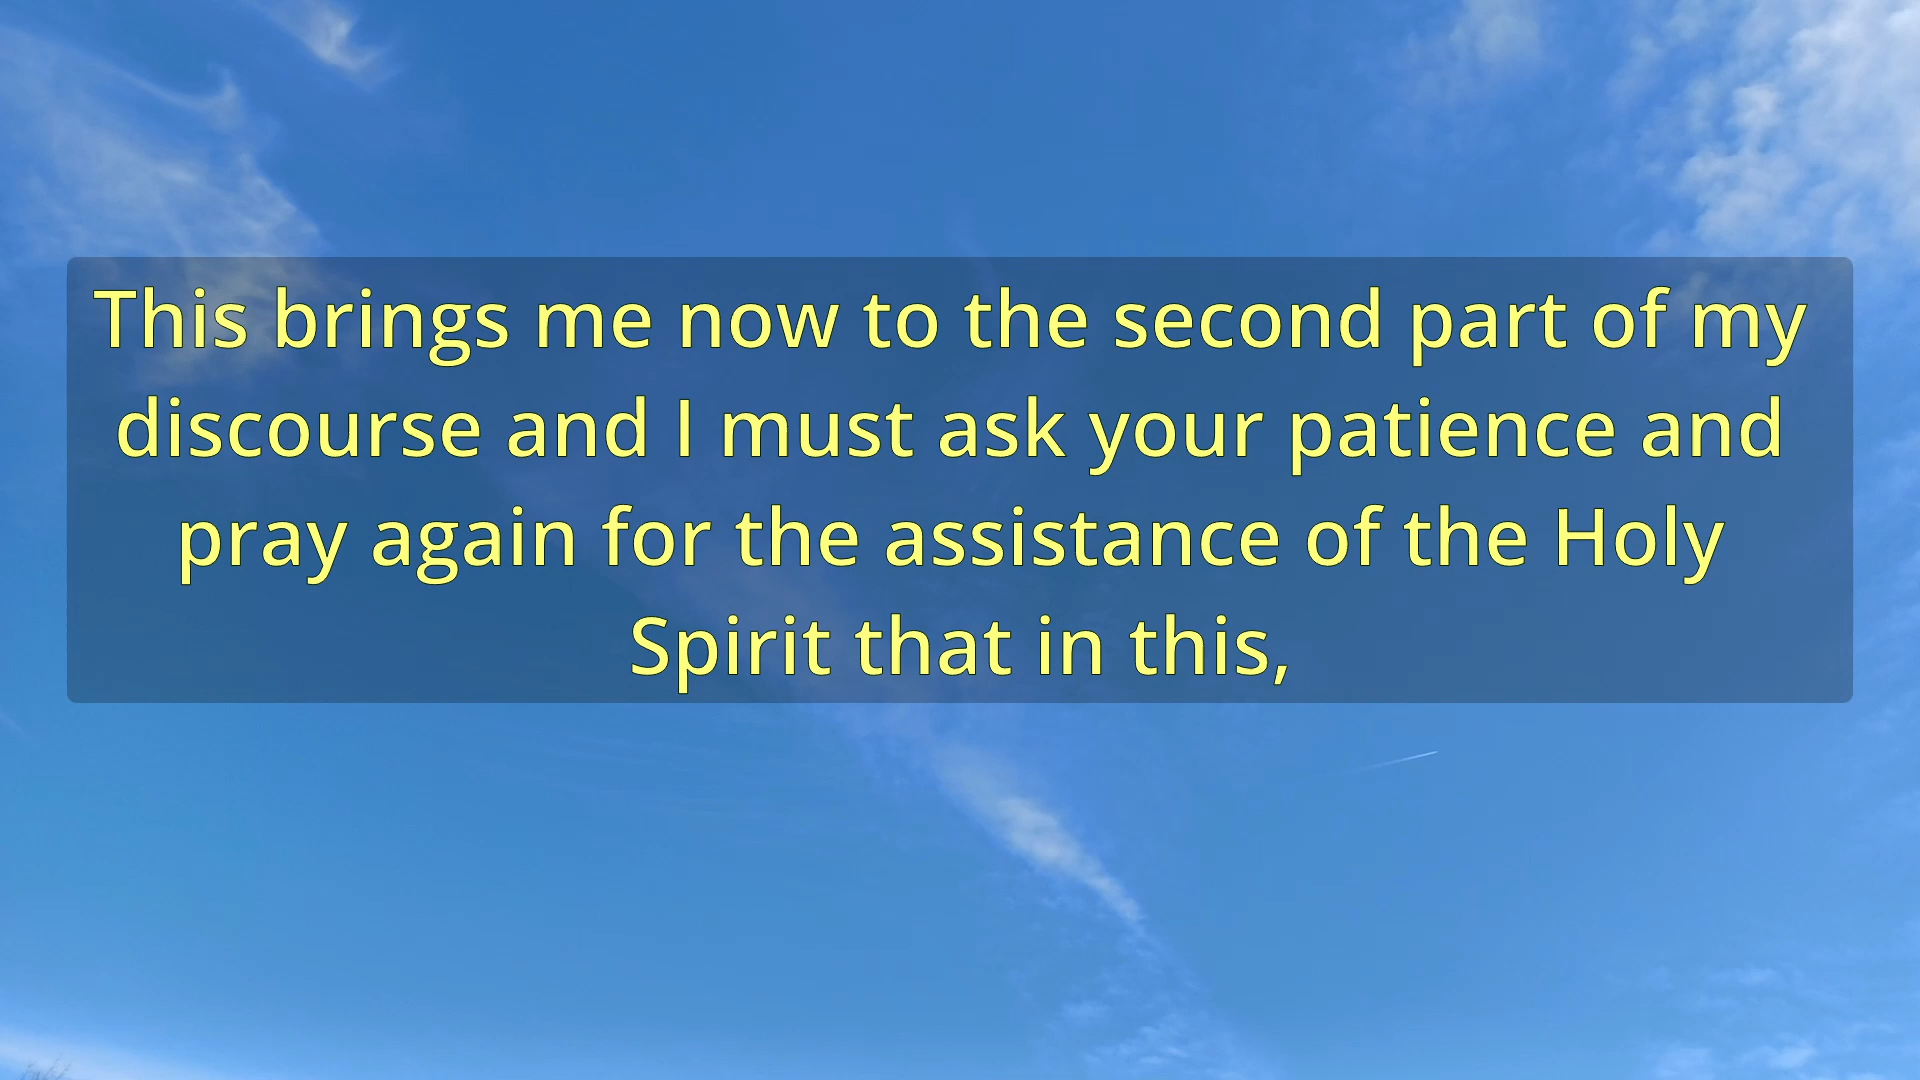 This brings me now to the second part of my
discourse and I must ask your patience and
pray again for the assistance of the Holy
Spirit that in this,